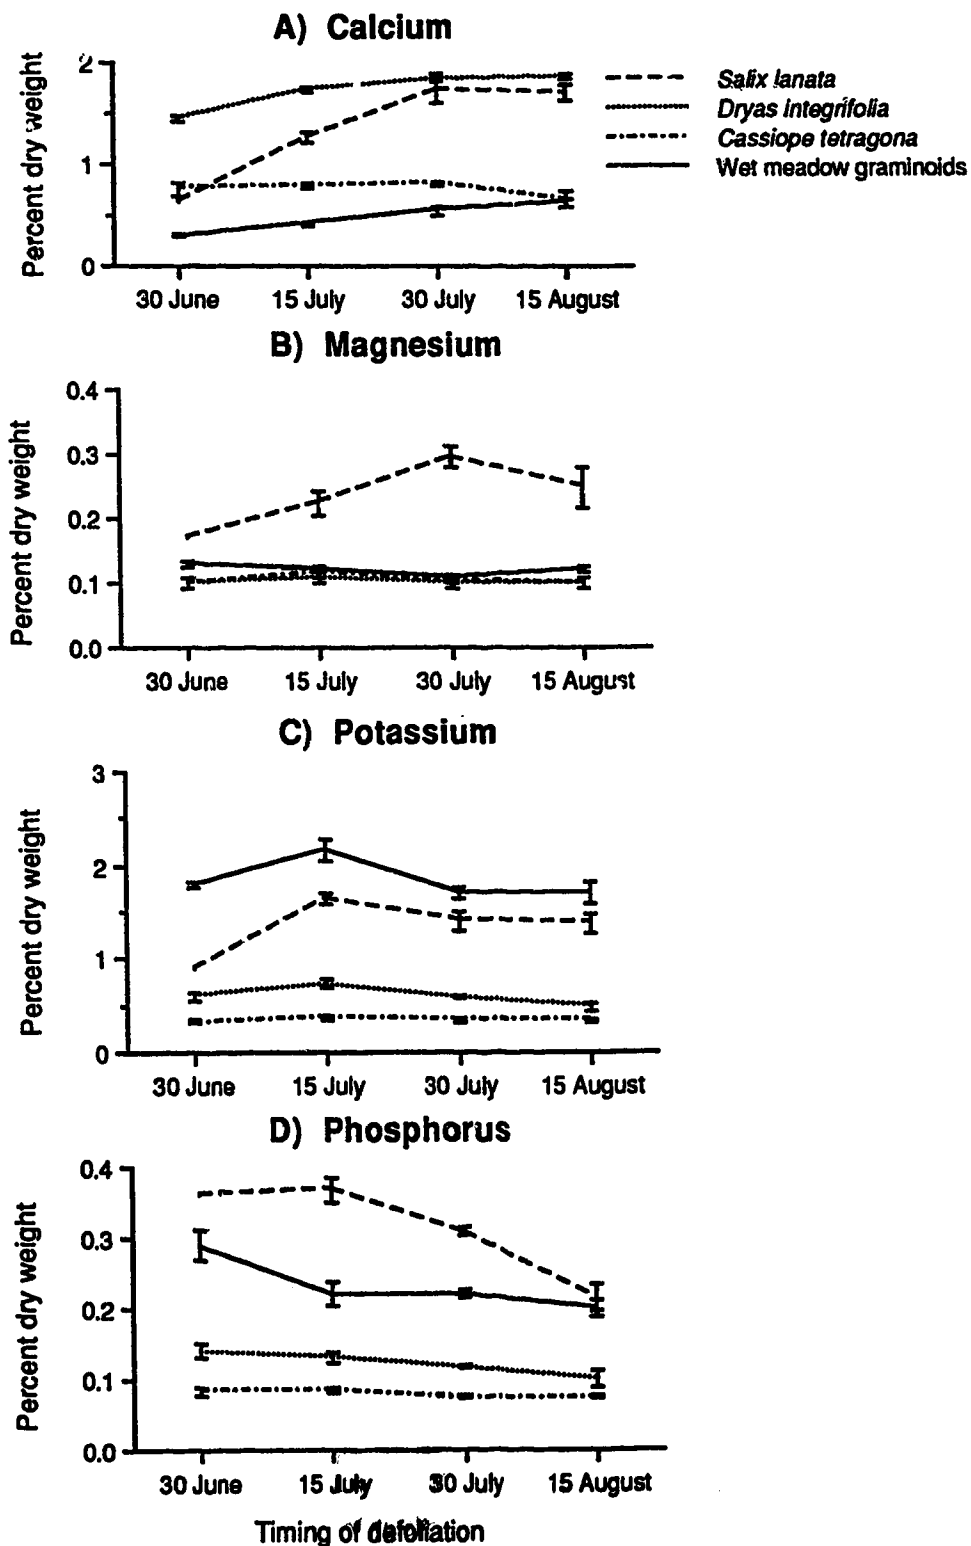 A) Calcium
Percent dry weight
2
1
0
30 June 15 July 30 July 15 August
Salix lanata
Dryas integrifolia
Cassiope tetragona
Wet meadow graminoids
B) Magnesium
Percent dry weight
0.4
0.3
0.2
0.1
0.0
30 June 15 July 30 July 15 August
C) Potassium
Percent dry weight
3
2
1
0
30 June 15 July 30 July 15 August
D) Phosphorus
Percent dry weight
0.4
0.3
0.2
0.1
0.0
30 June 15 July 30 July 15 August
Timing of defoliation